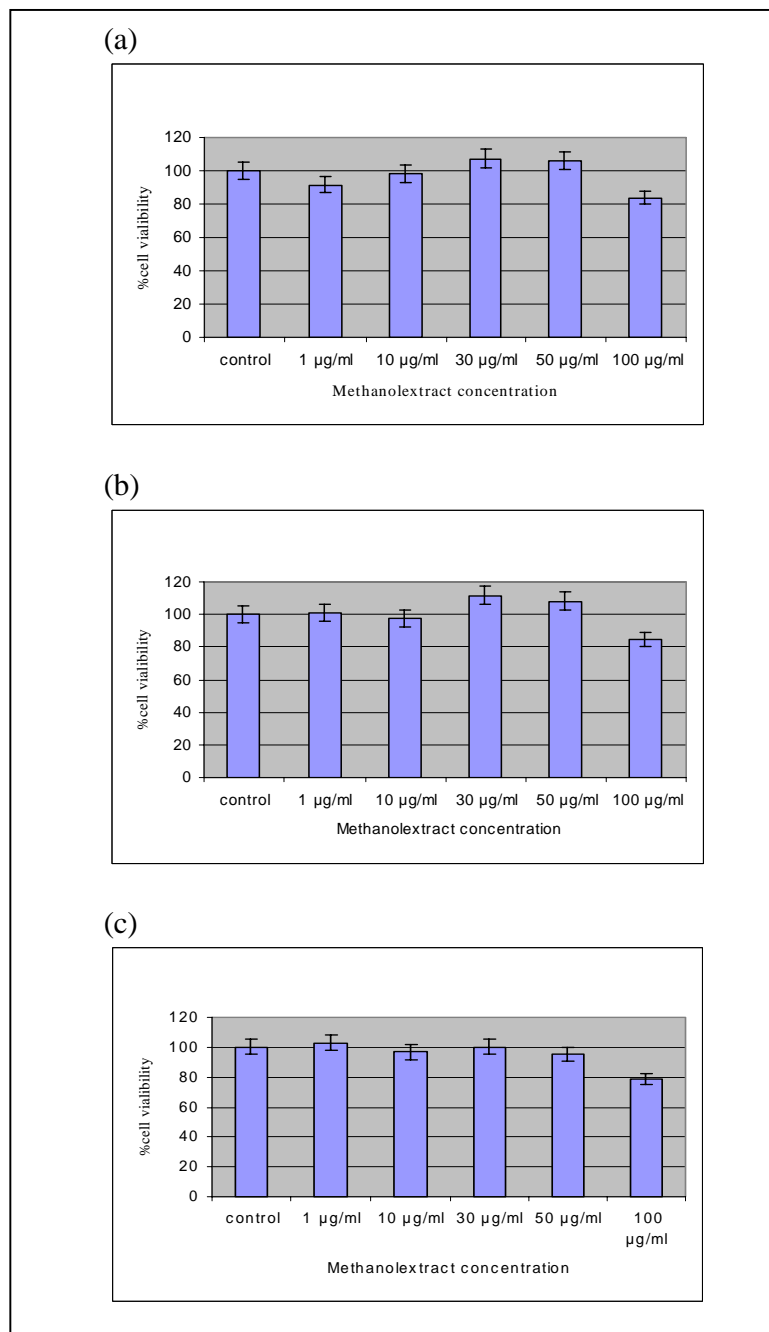 (a)
120
100
80
60
40
20
0
%cell vialibility
control 1 µg/ml 10 µg/ml 30 µg/ml 50 µg/ml 100 µg/ml
Methanolextract concentration
(b)
120
100
80
60
40
20
0
%cell vialibility
control 1 µg/ml 10 µg/ml 30 µg/ml 50 µg/ml 100 µg/ml
Methanolextract concentration
(c)
120
100
80
60
40
20
0
%cell vialibility
control 1 µg/ml 10 µg/ml 30 µg/ml 50 µg/ml 100
µg/ml
Methanolextract concentration